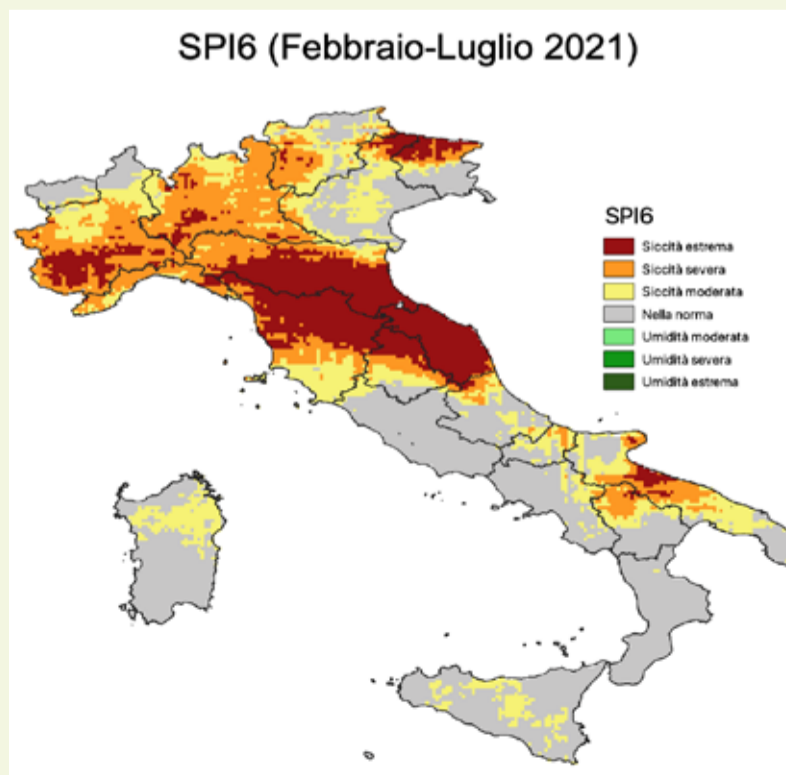 SPI6 (Febbraio-Luglio 2021)
SPI6
Siccità estrema
Siccità severa
Siccità moderata
Nella norma
Umidità moderata
Umidità severa
Umidità estrema